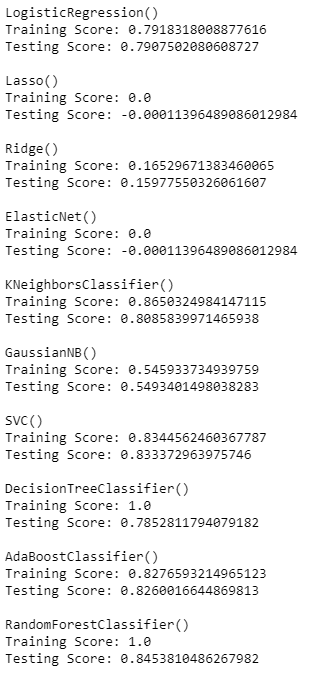 LogisticRegression()
Training Score: 0.7918318008877616
Testing Score: 0.7907502080608727
Lasso()
Training Score: 0.0
Testing Score: -0.00011396489086012984
Ridge()
Training Score: 0.16529671383460065
Testing Score: 0.15977550326061607
ElasticNet()
Training Score: 0.0
Testing Score: -0.00011396489086012984
KNeighborsClassifier()
Training Score: 0.8650324984147115
Testing Score: 0.8085839971465938
GaussianNB()
Training Score: 0.545933734939759
Testing Score: 0.5493401498038283
SVC()
Training Score: 0.8344562460367787
Testing Score: 0.833372963975746
DecisionTreeClassifier()
Training Score: 1.0
Testing Score: 0.7852811794079182
AdaBoostClassifier()
Training Score: 0.8276593214965123
Testing Score: 0.8260016644869813
RandomForestClassifier()
Training Score: 1.0
Testing Score: 0.8453810486267982